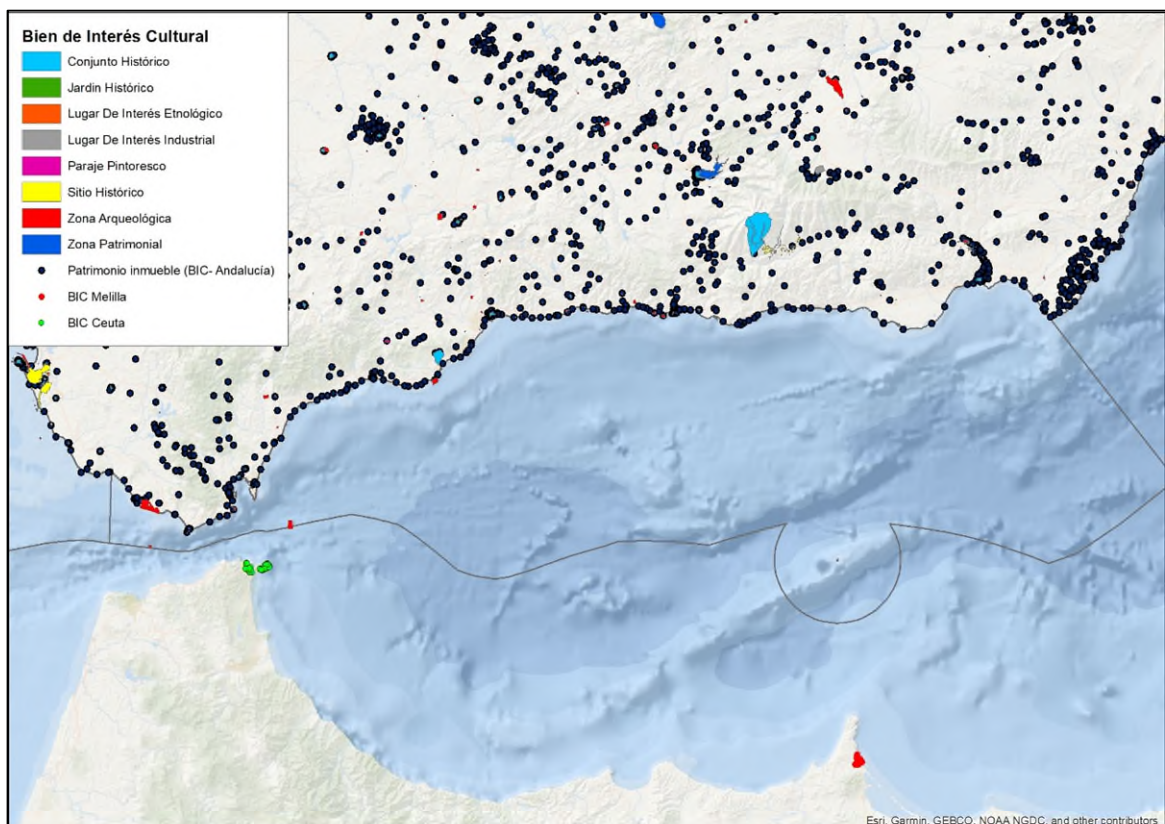 Bien de Interés Cultural
Conjunto Histórico
Jardin Histórico
Lugar De Interés Etnológico
Lugar De Interés Industrial
Paraje Pintoresco
Sitio Histórico
Zona Arqueológica
Zona Patrimonial
Patrimonio inmueble (BIC- Andalucía)
BIC Melilla
BIC Ceuta
Esri, Garmin, GEBCO, NOAA NGDC, and other contributors